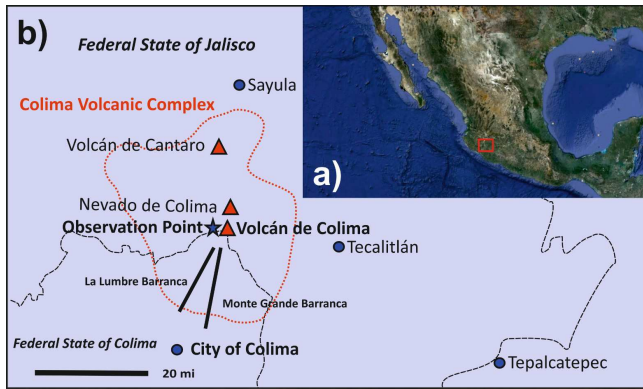 b)
Federal State of Jalisco
Sayula
Colima Volcanic Complex
Volcán de Cantaro
a)
Nevado de Colima
Observation Point
Volcán de Colima
Tecalitlán
La Lumbre Barranca
Monte Grande Barranca
Federal State of Colima
City of Colima
Tepalcatepec
20 mi